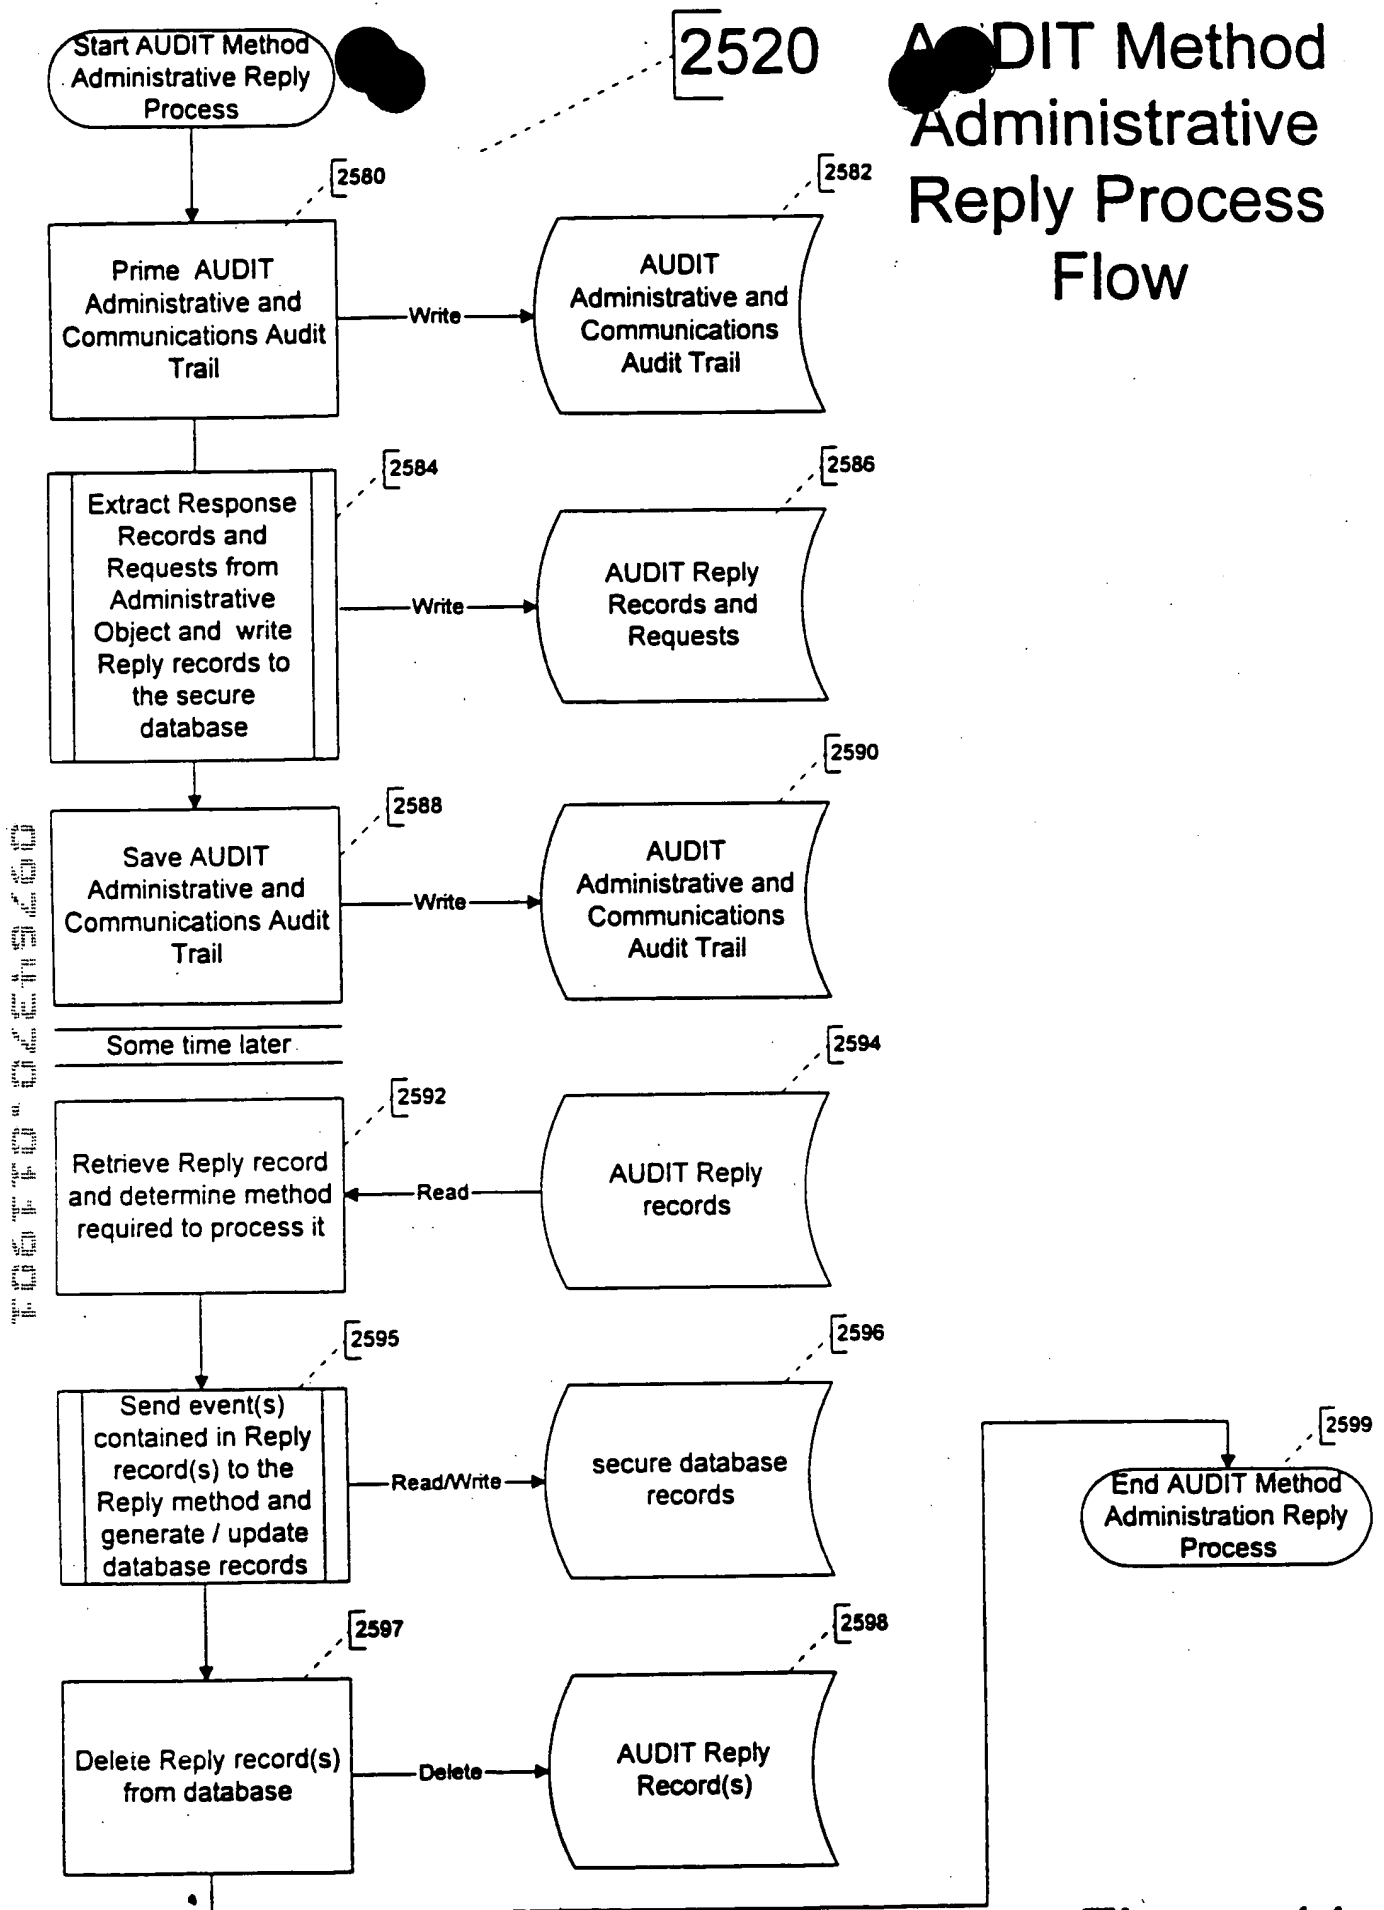 Start AUDIT Method
Administrative Reply
Process
2520
AUDIT Method
Administrative
Reply Process
Flow
2580
Prime AUDIT
Administrative and
Communications Audit
Trail
Write
2582
AUDIT
Administrative and
Communications
Audit Trail
2584
Extract Response
Records and
Requests from
Administrative
Object and write
Reply records to
the secure
database
Write
2586
AUDIT Reply
Records and
Requests
2588
Save AUDIT
Administrative and
Communications Audit
Trail
Write
2590
AUDIT
Administrative and
Communications
Audit Trail
Some time later
2592
Retrieve Reply record
and determine method
required to process it
Read
2594
AUDIT Reply
records
2595
Send event(s)
contained in Reply
record(s) to the
Reply method and
generate / update
database records
Read/Write
2596
secure database
records
2597
Delete Reply record(s)
from database
Delete
2598
AUDIT Reply
Record(s)
2599
End AUDIT Method
Administration Reply
Process
09754370.011601